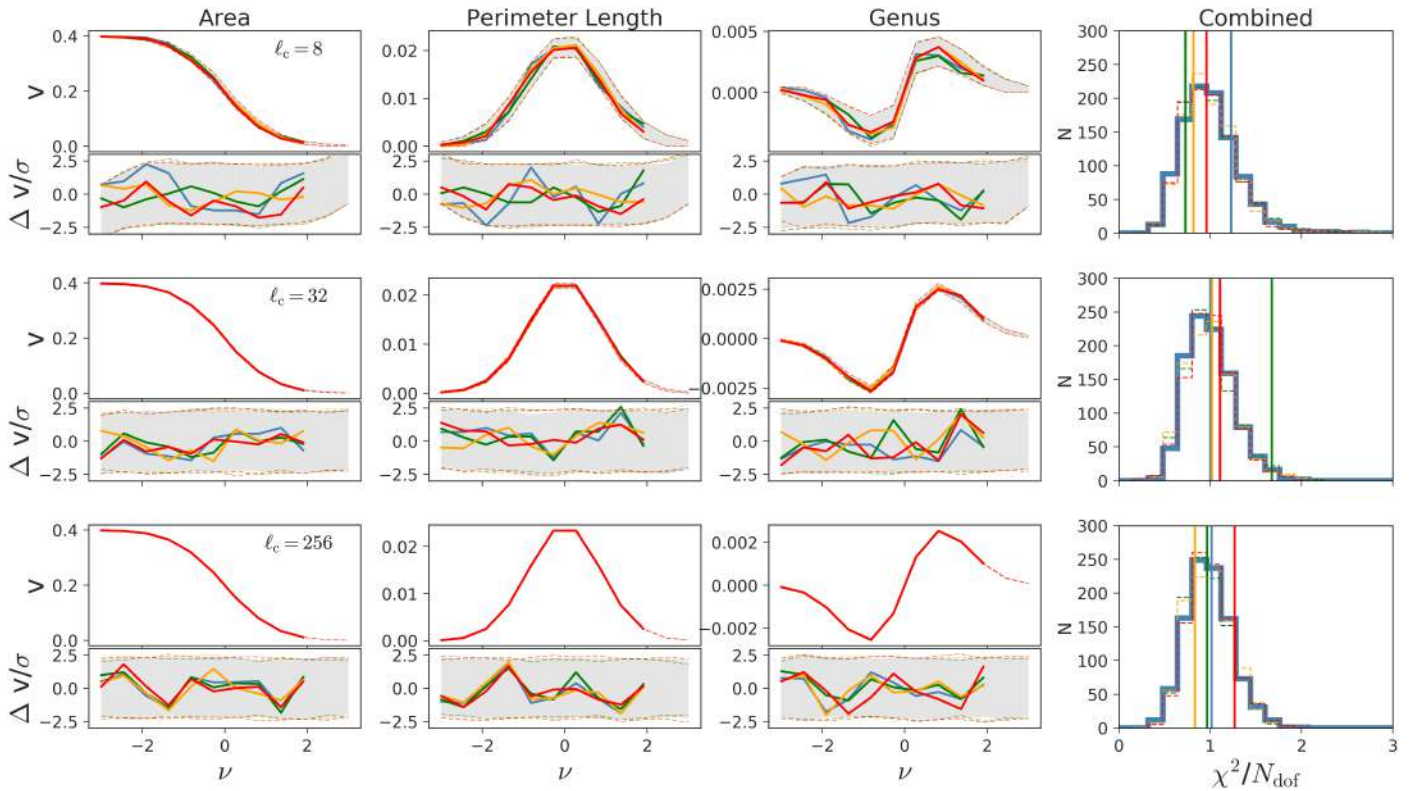 Area Perimeter Length Genus Combined
0.4 0.2 0.0 v ℓc = 8
0.02 0.01 0.00
0.005 0.000
300 250 200 150 100 50 0 N
2.5 0.0 −2.5 Δ v/σ
2.5 0.0 −2.5
2.5 0.0 −2.5
0.4 0.2 0.0 v ℓc = 32
0.02 0.01 0.00
0.0025 0.0000 −0.0025
300 250 200 150 100 50 0 N
2.5 0.0 −2.5 Δ v/σ
2.5 0.0 −2.5
2.5 0.0 −2.5
0.4 0.2 0.0 v ℓc = 256
0.02 0.01 0.00
0.002 0.000 −0.002
300 250 200 150 100 50 0 N
2.5 0.0 −2.5 Δ v/σ
2.5 0.0 −2.5
2.5 0.0 −2.5
−2 0 2 −2 0 2 −2 0 2 0 1 2 3
ν ν ν χ²/Ndof